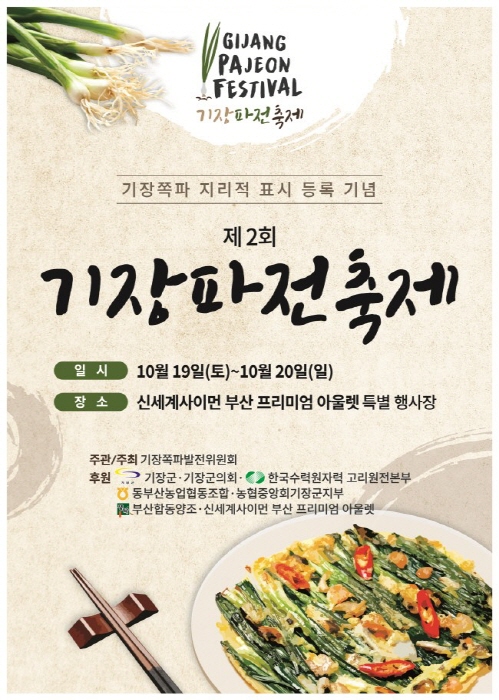 GIJANG
PAJEON
FESTIVAL
기장파전축제
기장쪽파 지리적 표시 등록 기념
제 2회
기장파전축제
일 시 10월 19일(토)~10월 20일(일)
장 소 신세계사이먼 부산 프리미엄 아울렛 특별 행사장
주관/주최 기장쪽파발전위원회
후원 기장군·기장군의회· 한국수력원자력 고리원전본부
동부산농업협동조합·농협중앙회기장군지부
부산합동양조·신세계사이먼 부산 프리미엄 아울렛